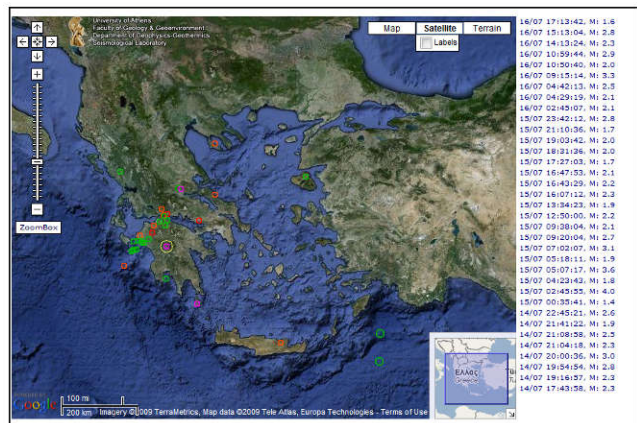 University of Athens
Faculty of Geology & Geoenvironment
Department of Geophysics-Geothermics
Seismological Laboratory
Map
Satellite
Terrain
Labels
ZoomBox
100 mi
200 km
POWERED BY
Google
Imagery ©2009 TerraMetrics, Map data ©2009 Tele Atlas, Europa Technologies - Terms of Use
Ελλάς
Greece
16/07 17:13:42, M: 1.6
16/07 15:13:04, M: 2.8
16/07 14:13:24, M: 2.3
16/07 10:59:44, M: 2.9
16/07 10:50:40, M: 2.0
16/07 09:15:14, M: 3.3
16/07 04:42:13, M: 2.5
16/07 04:29:19, M: 2.1
16/07 02:45:07, M: 2.1
15/07 23:42:12, M: 2.8
15/07 21:10:36, M: 1.7
15/07 19:03:42, M: 2.0
15/07 18:31:36, M: 2.0
15/07 17:27:03, M: 1.7
15/07 16:47:53, M: 2.1
15/07 16:43:29, M: 2.2
15/07 16:07:12, M: 2.3
15/07 13:34:23, M: 1.9
15/07 12:50:00, M: 2.2
15/07 09:38:04, M: 2.1
15/07 09:20:04, M: 2.7
15/07 07:02:07, M: 3.1
15/07 05:18:11, M: 1.9
15/07 05:07:17, M: 3.6
15/07 04:23:43, M: 1.8
15/07 02:45:55, M: 4.0
15/07 00:35:41, M: 1.4
14/07 22:45:21, M: 2.6
14/07 21:41:22, M: 1.9
14/07 21:08:58, M: 2.5
14/07 21:04:18, M: 2.3
14/07 20:00:36, M: 3.0
14/07 19:54:54, M: 2.8
14/07 19:16:57, M: 2.3
14/07 17:43:58, M: 2.3